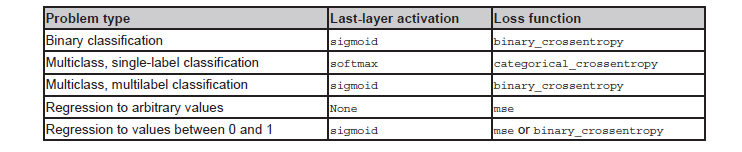 Problem type Last-layer activation Loss function
Binary classification sigmoid binary_crossentropy
Multiclass, single-label classification softmax categorical_crossentropy
Multiclass, multilabel classification sigmoid binary_crossentropy
Regression to arbitrary values None mse
Regression to values between 0 and 1 sigmoid mse or binary_crossentropy